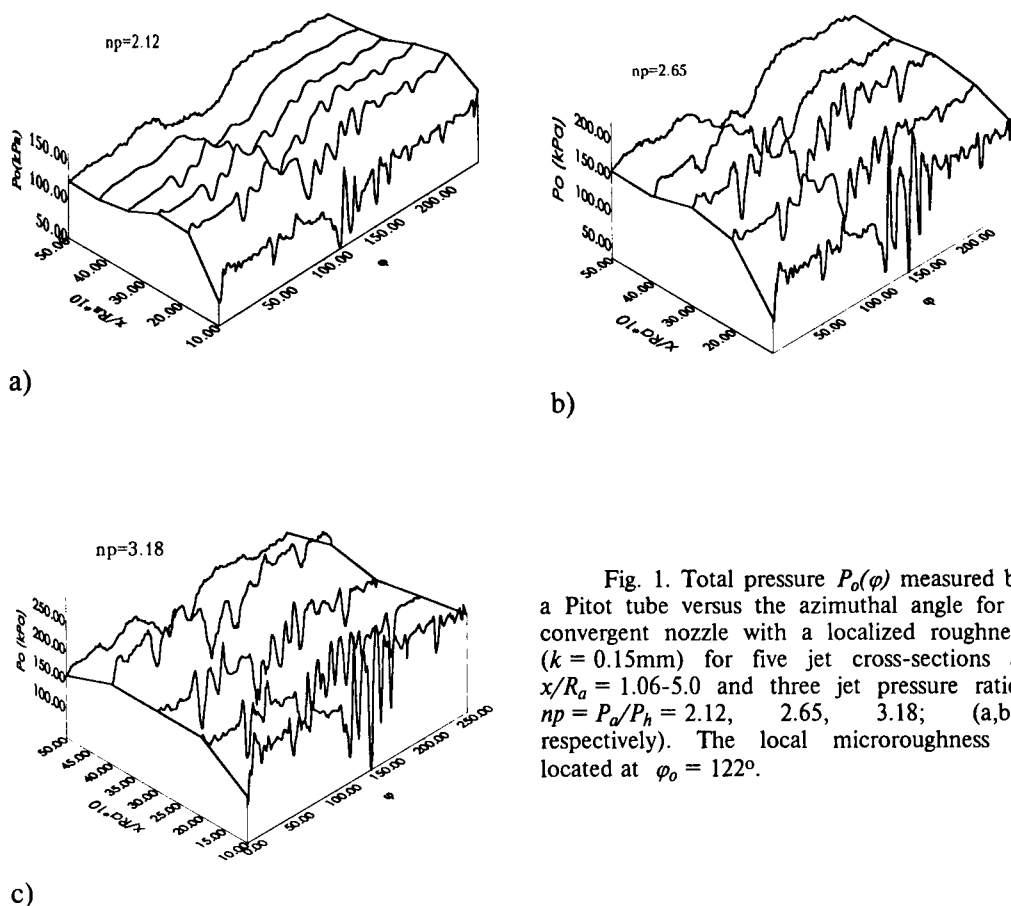 a)
np=2.12
Po(kPa)
150.00
100.00
50.00
50.00
40.00
30.00
20.00
10.00
x/Ra*10
50.00
100.00
150.00
200.00
φ
b)
np=2.65
Po (kPa)
200.00
150.00
100.00
50.00
50.00
40.00
30.00
20.00
x/Ra*10
50.00
100.00
150.00
200.00
φ
c)
np=3.18
Po (kPa)
250.00
200.00
150.00
100.00
50.00
45.00
40.00
35.00
30.00
25.00
20.00
15.00
10.00
x/Ra*10
0.00
50.00
100.00
150.00
200.00
250.00
φ
Fig. 1. Total pressure Po(φ) measured b
a Pitot tube versus the azimuthal angle for
convergent nozzle with a localized roughne
(k = 0.15mm) for five jet cross-sections
x/Ra = 1.06-5.0 and three jet pressure rati
np = Pa/Ph = 2.12, 2.65, 3.18; (a,b
respectively). The local microroughness
located at φo = 122º.